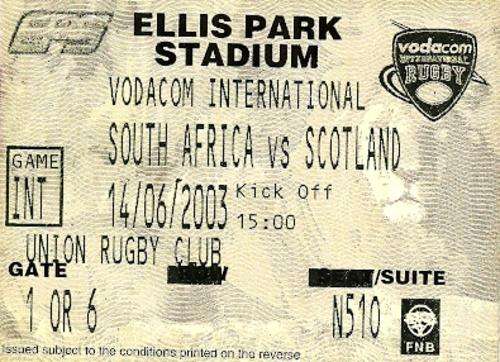 ELLIS PARK
STADIUM
vodacom
INTERNATIONAL
RUGBY
VODACOM INTERNATIONAL
SOUTH AFRICA vs SCOTLAND
GAME
INT
14/06/2003 Kick Off
15:00
UNION RUGBY CLUB
GATE
/SUITE
1 OR 6
N510
FNB
Issued subject to the conditions printed on the reverse